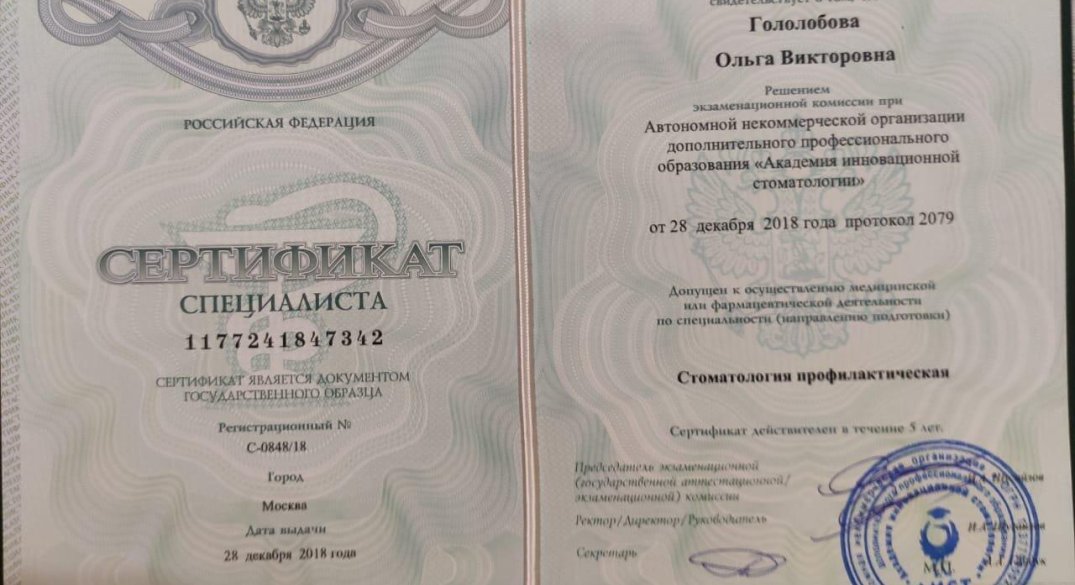 РОССИЙСКАЯ ФЕДЕРАЦИЯ
СЕРТИФИКАТ
СПЕЦИАЛИСТА
1177241847342
СЕРТИФИКАТ ЯВЛЯЕТСЯ ДОКУМЕНТОМ
ГОСУДАРСТВЕННОГО ОБРАЗЦА
Регистрационный №
С-0848/18
Город
Москва
Дата выдачи
28 декабря 2018 года
Гололобова
Ольга Викторовна
Решением
экзаменационной комиссии при
Автономной некоммерческой организации
дополнительного профессионального
образования «Академия инновационной
стоматологии»
от 28 декабря 2018 года протокол 2079
Допущен к осуществлению медицинской
или фармацевтической деятельности
по специальности (направлению подготовки)
Стоматология профилактическая
Сертификат действителен в течение 5 лет.
Председатель экзаменационной
(государственной аттестационной/
экзаменационной) комиссии
Ректор/Директор/Руководитель
Секретарь
М.П.